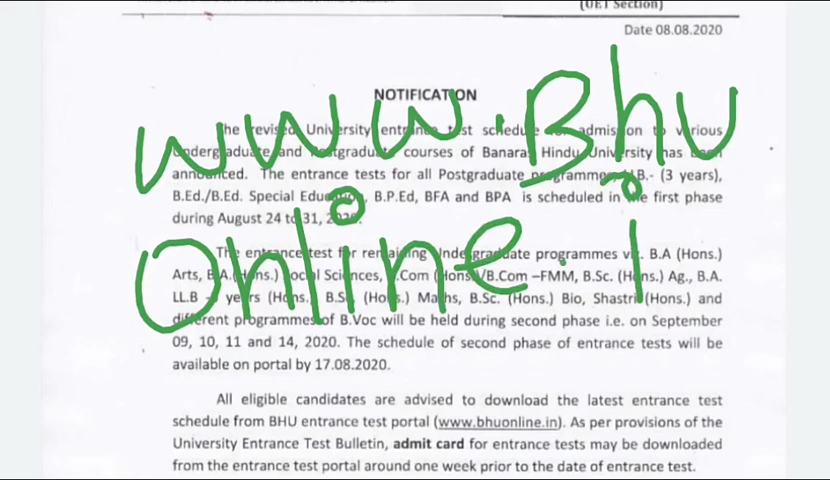 (UET Section)
Date 08.08.2020
NOTIFICATION
The revised University entrance test schedule for admission to various
Undergraduate and Postgraduate courses of Banaras Hindu University has been
announced. The entrance tests for all Postgraduate programmes, (3 years),
B.Ed./B.Ed. Special Education, B.P.Ed, BFA and BPA is scheduled in the first phase
during August 24 to 31, 2020.
The entrance test for remaining Undergraduate programmes viz. B.A (Hons.)
Arts, B.A.(Hons.) Social Sciences, B.Com (Hons.)/B.Com –FMM, B.Sc. (Hons.) Ag., B.A.
LL.B years (Hons.) B.Sc. (Hons.) Maths, B.Sc. (Hons.) Bio, Shastri (Hons.) and
different programmes of B.Voc will be held during second phase i.e. on September
09, 10, 11 and 14, 2020. The schedule of second phase of entrance tests will be
available on portal by 17.08.2020.
All eligible candidates are advised to download the latest entrance test
schedule from BHU entrance test portal (www.bhuonline.in). As per provisions of the
University Entrance Test Bulletin, admit card for entrance tests may be downloaded
from the entrance test portal around one week prior to the date of entrance test.
www.Bhu
online.i